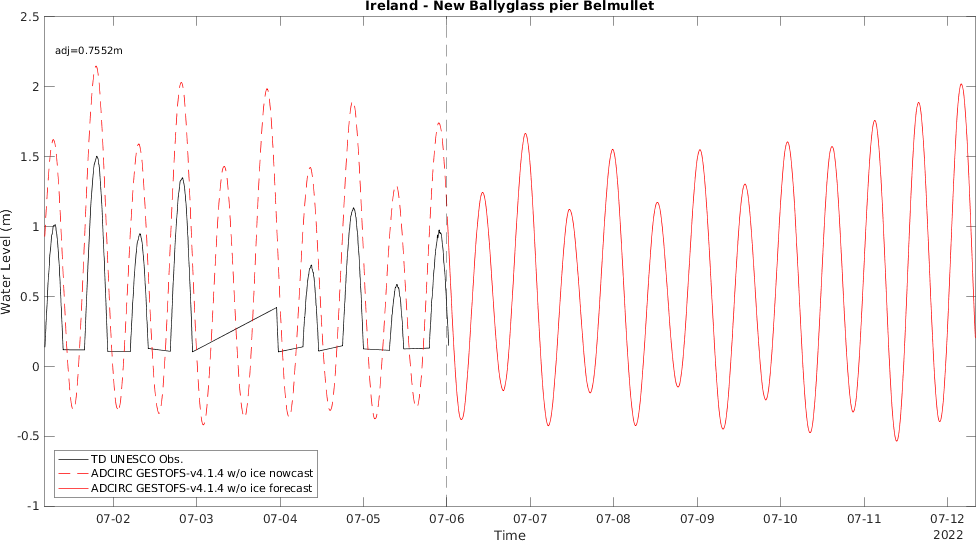 Ireland - New Ballyglass pier Belmullet
2.5
adj=0.7552m
2
1.5
1
0.5
0
-0.5
-1
Water Level (m)
TD UNESCO Obs.
ADCIRC GESTOFS-v4.1.4 w/o ice nowcast
ADCIRC GESTOFS-v4.1.4 w/o ice forecast
07-02 07-03 07-04 07-05 07-06 07-07 07-08 07-09 07-10 07-11 07-12
Time
2022